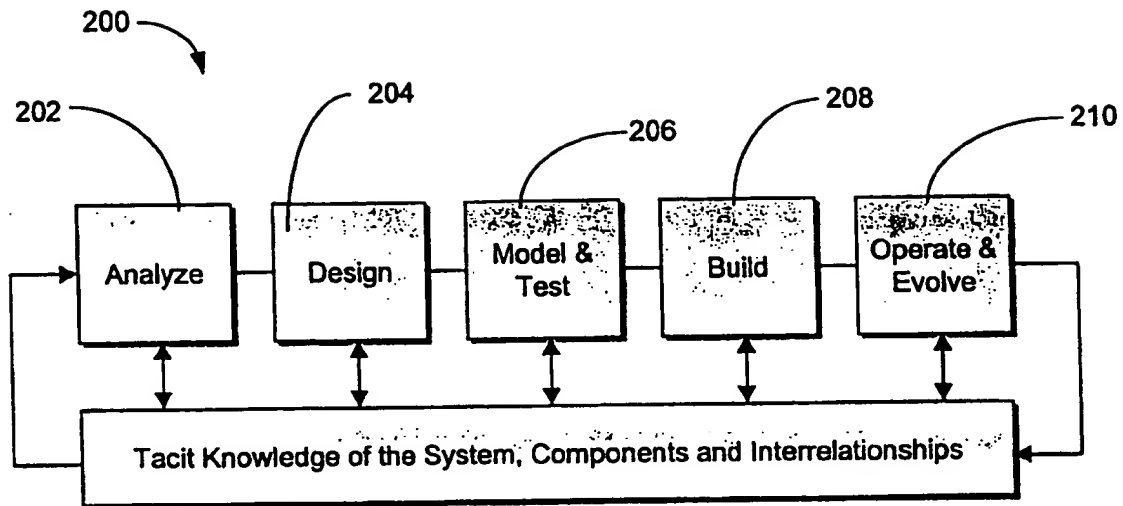 200
202
204
206
208
210
Analyze
Design
Model &
Test
Build
Operate &
Evolve
Tacit Knowledge of the System, Components and Interrelationships